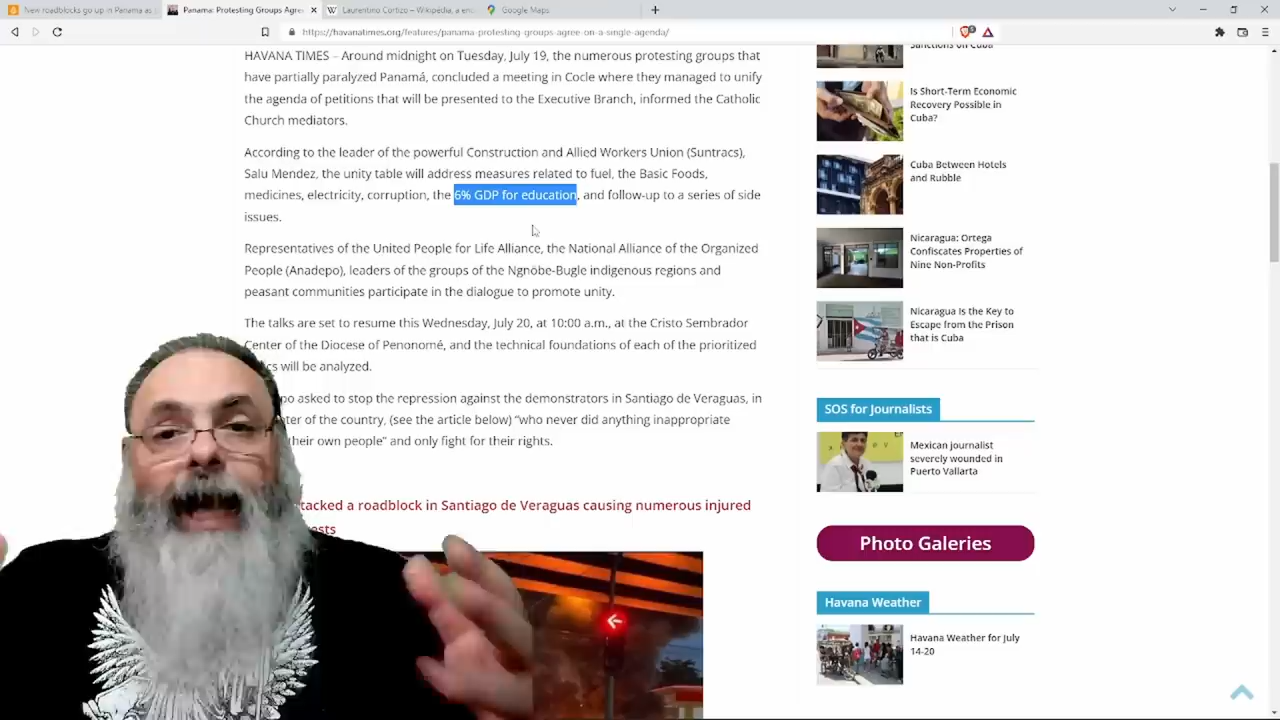 New roadblocks go up in Panama as
Panama: Protesting Groups Agre
Laurentino Cortizo – Wikipédia, a enc
Google Maps
https://havanatimes.org/features/panama-protesting-groups-agree-on-a-single-agenda/
HAVANA TIMES – Around midnight on Tuesday, July 19, the numerous protesting groups that
have partially paralyzed Panamá, concluded a meeting in Cocle where they managed to unify
the agenda of petitions that will be presented to the Executive Branch, informed the Catholic
Church mediators.
According to the leader of the powerful Construction and Allied Workers Union (Suntracs),
Salu Mendez, the unity table will address measures related to fuel, the Basic Foods,
medicines, electricity, corruption, the 6% GDP for education, and follow-up to a series of side
issues.
Representatives of the United People for Life Alliance, the National Alliance of the Organized
Perple (Anadepo), leaders of the groups of the Ngnobe-Bugle indigenous regions and
peasant communities participate in the dialogue to promote unity.
The talks are set to resume this Wednesday, July 20, at 10:00 a.m., at the Cristo Sembrador
Center of the Diocese of Penonomé, and the technical foundations of each of the prioritized
cs will be analyzed.
po asked to stop the repression against the demonstrators in Santiago de Veraguas, in
ter of the country, (see the article below) “who never did anything inappropriate
their own people” and only fight for their rights.
tacked a roadblock in Santiago de Veraguas causing numerous injured
ests
Sanctions on Cuba
Is Short-Term Economic
Recovery Possible in
Cuba?
Cuba Between Hotels
and Rubble
Nicaragua: Ortega
Confiscates Properties of
Nine Non-Profits
Nicaragua Is the Key to
Escape from the Prison
that is Cuba
SOS for Journalists
Mexican journalist
severely wounded in
Puerto Vallarta
Photo Galeries
Havana Weather
Havana Weather for July
14-20